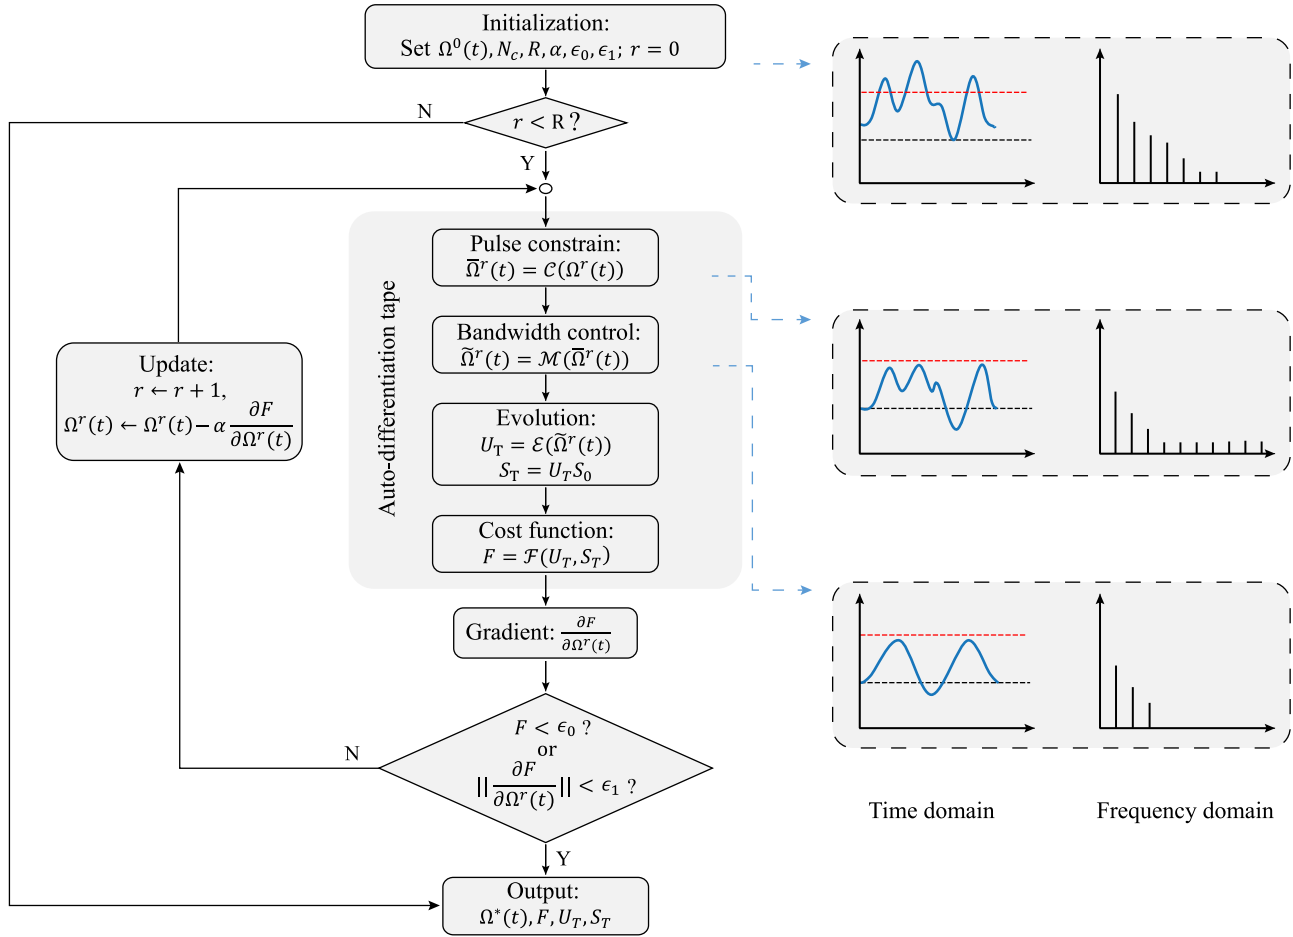 Initialization:
Set Ω⁰(t), N_c, R, α, ϵ₀, ϵ₁; r = 0
N
r < R ?
Y
Pulse constrain:
Ω̅ʳ(t) = 𝒞(Ωʳ(t))
Bandwidth control:
Ω̃ʳ(t) = ℳ(Ω̅ʳ(t))
Evolution:
U_T = ℰ(Ω̃ʳ(t))
S_T = U_T S₀
Cost function:
F = ℱ(U_T, S_T)
Auto-differentiation tape
Update:
r ← r + 1,
Ωʳ(t) ← Ωʳ(t) − α ∂F/∂Ωʳ(t)
Gradient: ∂F/∂Ωʳ(t)
F < ϵ₀ ?
or
||∂F/∂Ωʳ(t)|| < ϵ₁ ?
N
Y
Output:
Ω*(t), F, U_T, S_T
Time domain
Frequency domain